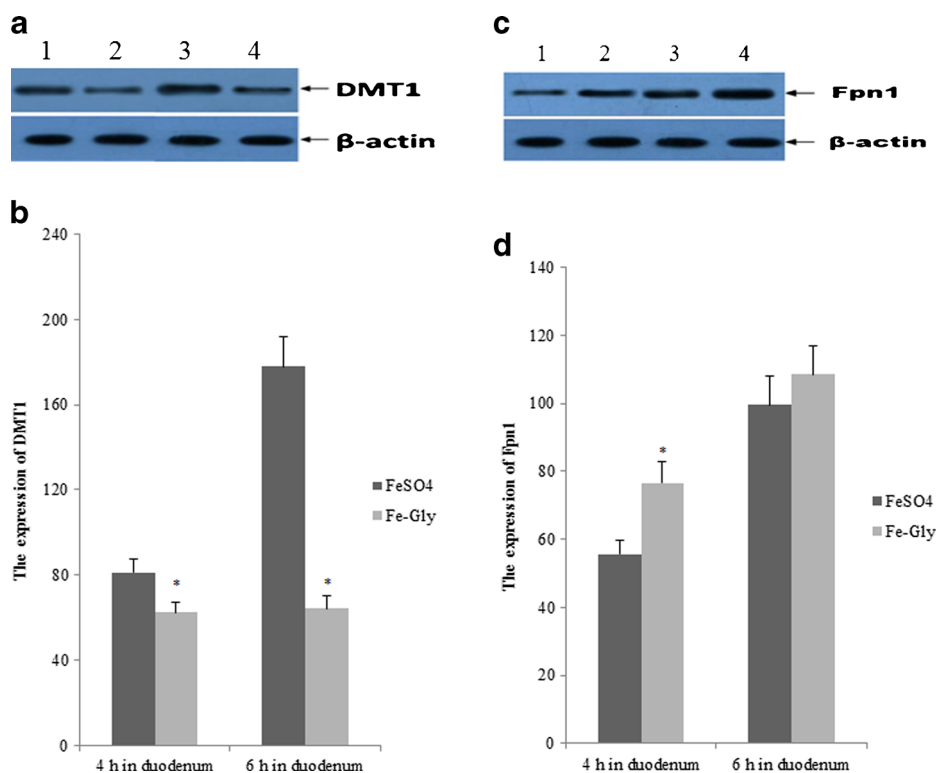 a
1 2 3 4
DMT1
β-actin
b
240
200
160
120
80
40
0
The expression of DMT1
*
*
FeSO4
Fe-Gly
4 h in duodenum
6 h in duodenum
c
1 2 3 4
Fpn1
β-actin
d
140
120
100
80
60
40
20
0
The expression of Fpn1
*
FeSO4
Fe-Gly
4 h in duodenum
6 h in duodenum